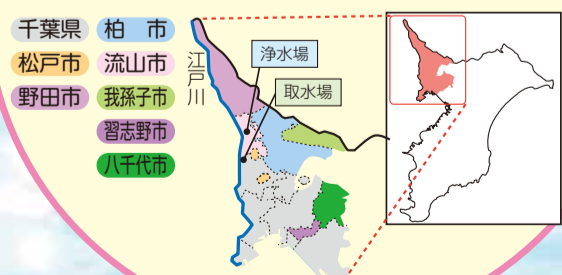 千葉県 柏市
松戸市 流山市
野田市 我孫子市
習志野市
八千代市
江戸川
浄水場
取水場